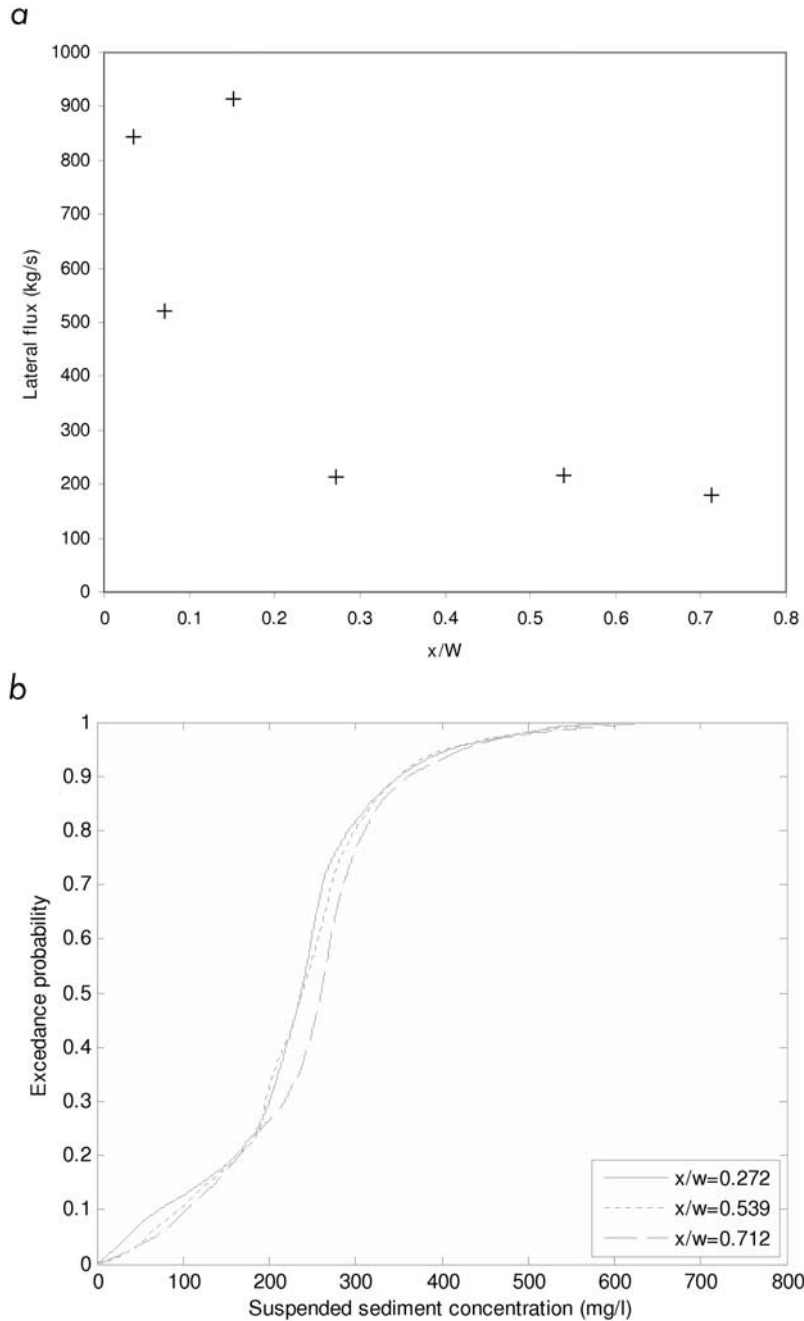 a
1000
900
800
700
600
500
400
300
200
100
0
Lateral flux (kg/s)
0 0.1 0.2 0.3 0.4 0.5 0.6 0.7 0.8
x/W
b
1
0.9
0.8
0.7
0.6
0.5
0.4
0.3
0.2
0.1
0
Excedance probability
x/w=0.272
x/w=0.539
x/w=0.712
0 100 200 300 400 500 600 700 800
Suspended sediment concentration (mg/l)